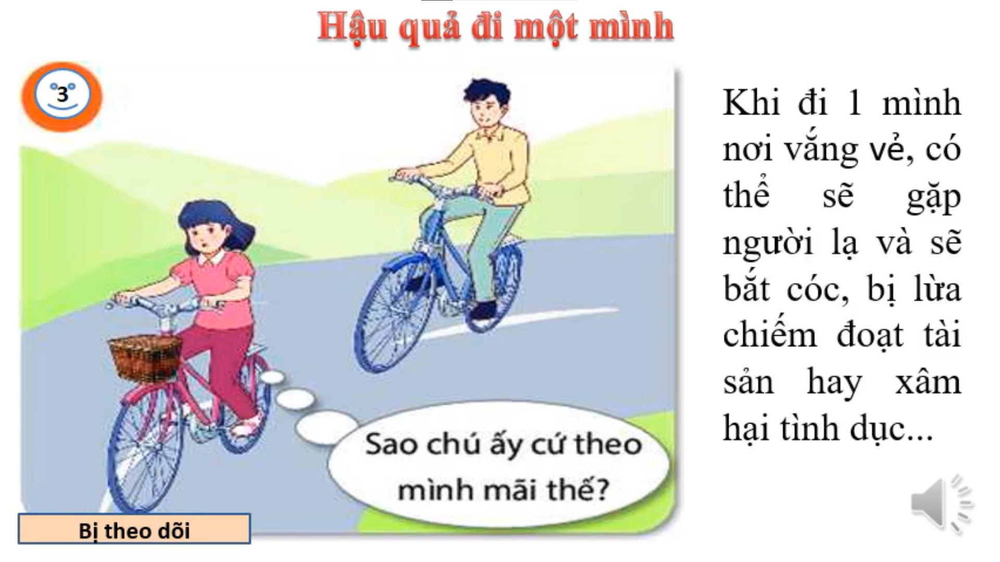 Hậu quả đi một mình
3
Khi đi 1 mình
nơi vắng vẻ, có
thể sẽ gặp
người lạ và sẽ
bắt cóc, bị lừa
chiếm đoạt tài
sản hay xâm
hại tình dục...
Sao chú ấy cứ theo
mình mãi thế?
Bị theo dõi